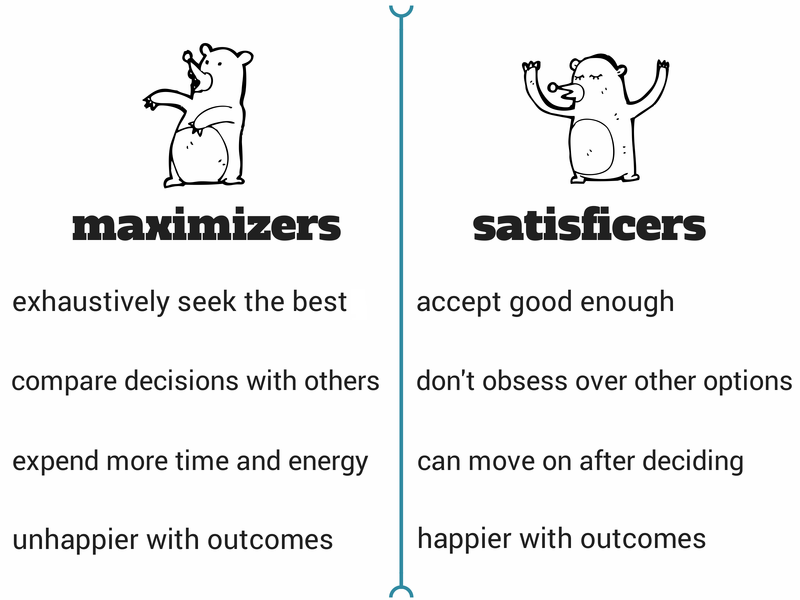 maximizers
exhaustively seek the best
compare decisions with others
expend more time and energy
unhappier with outcomes
satisficers
accept good enough
don't obsess over other options
can move on after deciding
happier with outcomes